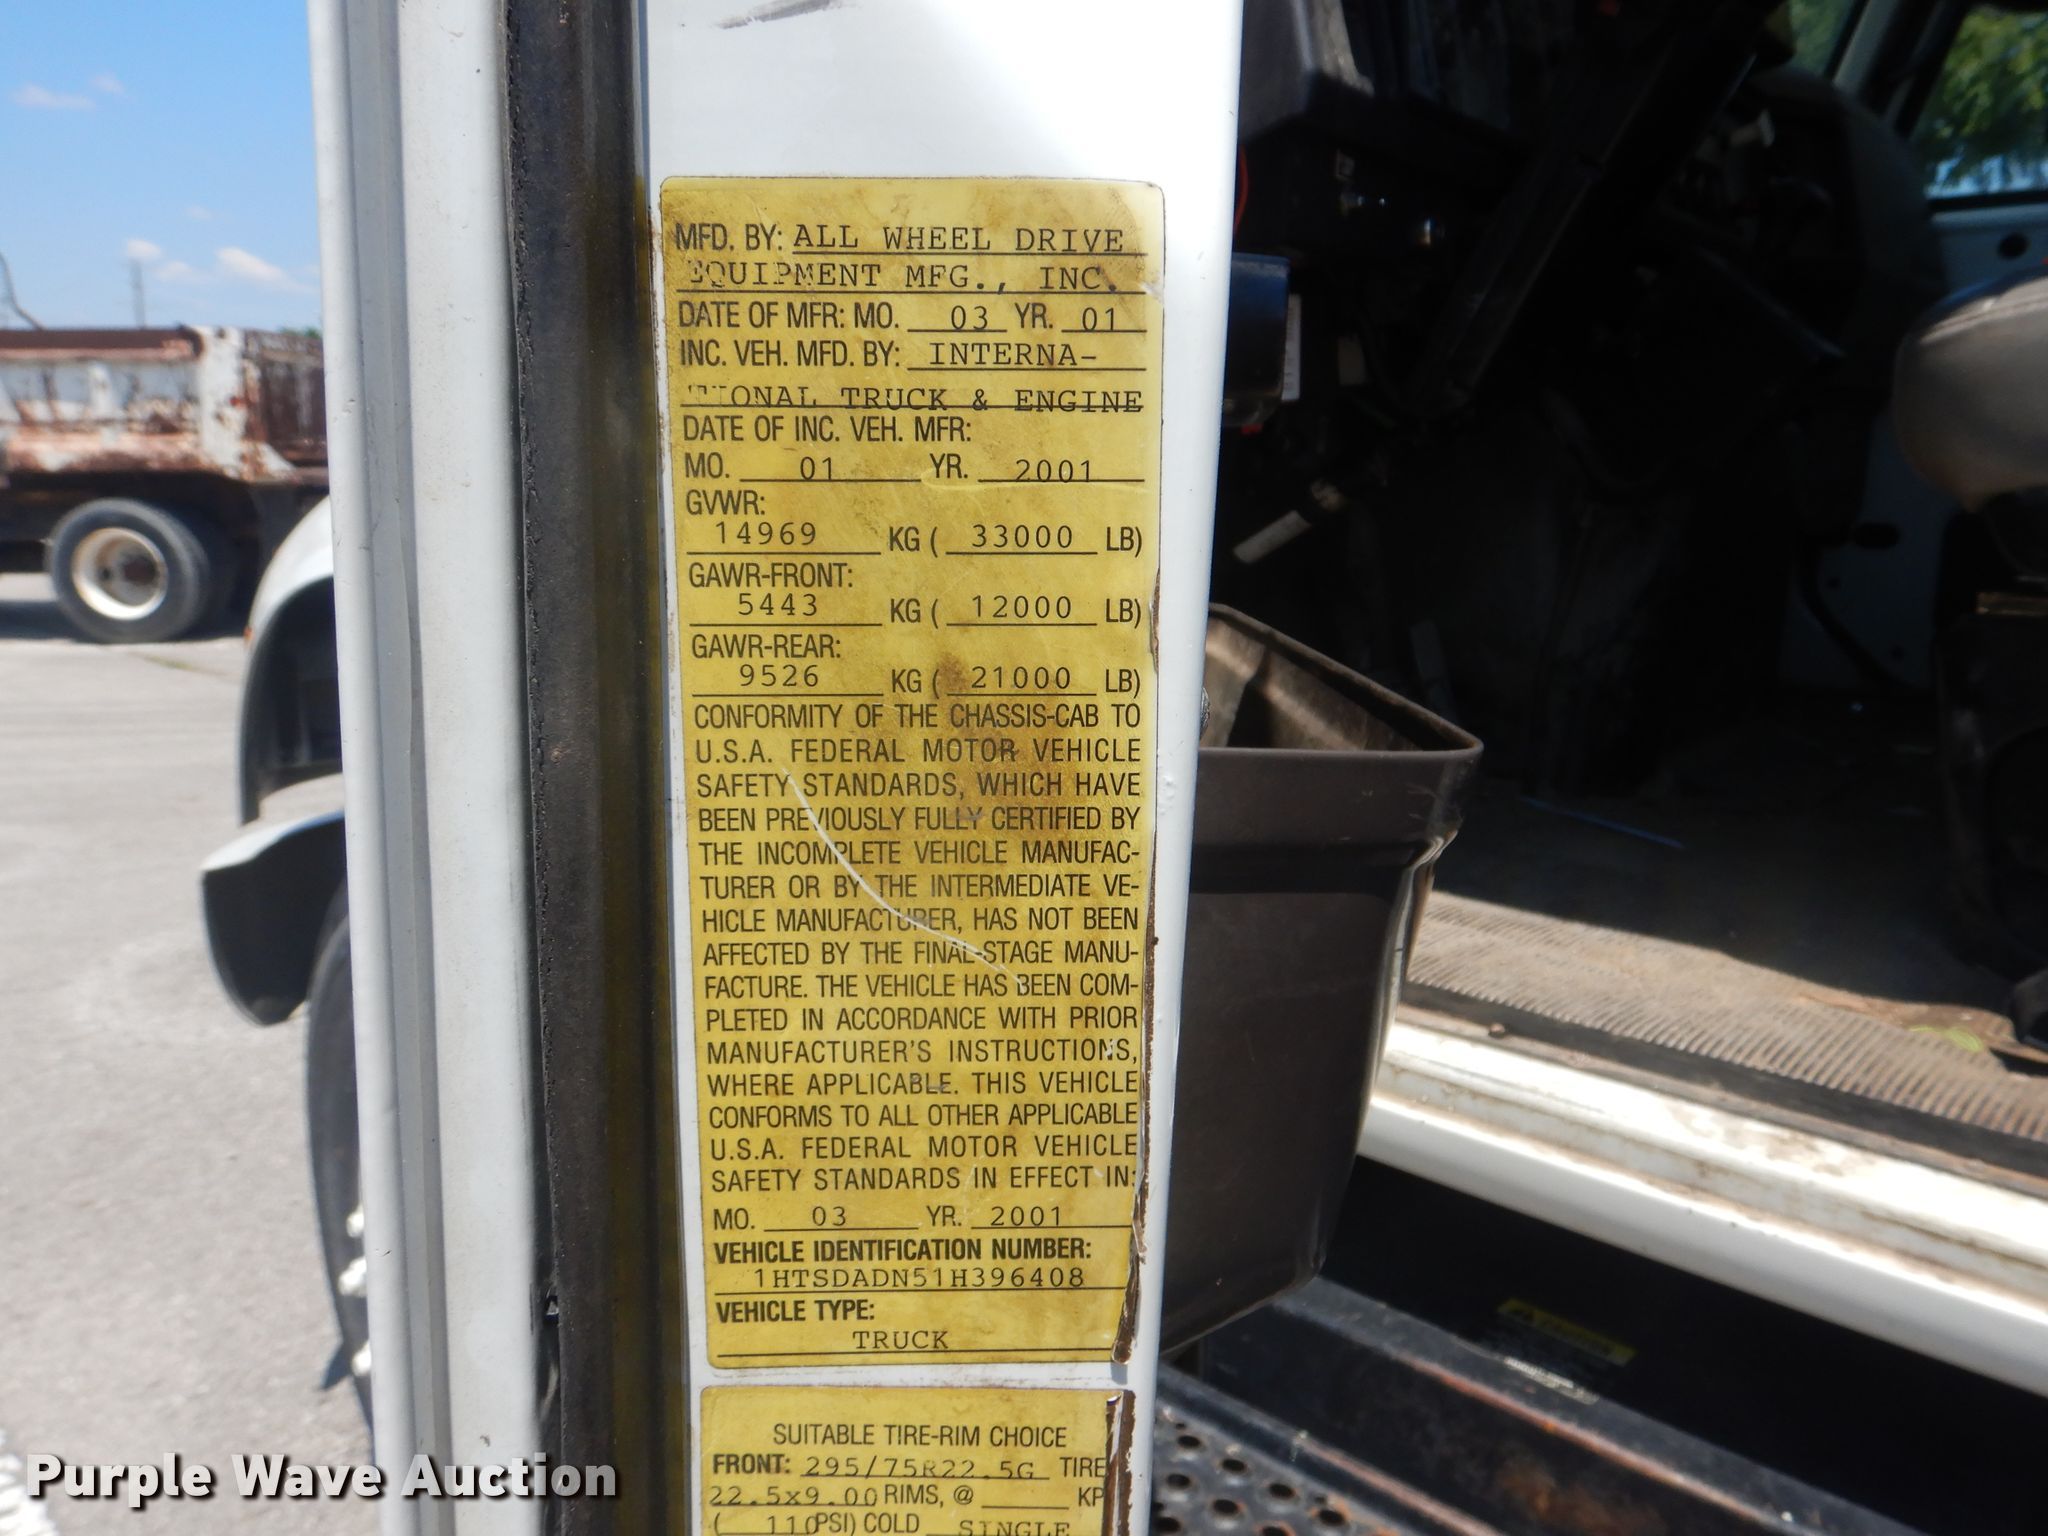 MFD. BY: ALL WHEEL DRIVE
EQUIPMENT MFG., INC.
DATE OF MFR: MO. 03 YR. 01
INC. VEH. MFD. BY: INTERNA-
TIONAL TRUCK & ENGINE
DATE OF INC. VEH. MFR:
MO. 01 YR. 2001
GVWR:
14969 KG ( 33000 LB)
GAWR-FRONT:
5443 KG ( 12000 LB)
GAWR-REAR:
9526 KG ( 21000 LB)
CONFORMITY OF THE CHASSIS-CAB TO
U.S.A. FEDERAL MOTOR VEHICLE
SAFETY STANDARDS, WHICH HAVE
BEEN PREVIOUSLY FULLY CERTIFIED BY
THE INCOMPLETE VEHICLE MANUFAC-
TURER OR BY THE INTERMEDIATE VE-
HICLE MANUFACTURER, HAS NOT BEEN
AFFECTED BY THE FINAL-STAGE MANU-
FACTURE. THE VEHICLE HAS BEEN COM-
PLETED IN ACCORDANCE WITH PRIOR
MANUFACTURER'S INSTRUCTIONS,
WHERE APPLICABLE. THIS VEHICLE
CONFORMS TO ALL OTHER APPLICABLE
U.S.A. FEDERAL MOTOR VEHICLE
SAFETY STANDARDS IN EFFECT IN:
MO. 03 YR. 2001
VEHICLE IDENTIFICATION NUMBER:
1HTSDADN51H396408
VEHICLE TYPE:
TRUCK
SUITABLE TIRE-RIM CHOICE
FRONT: 295/75R22.5G TIRE
22.5x9.00 RIMS, @ KP
( 110 PSI) COLD SINGLE
Purple Wave Auction